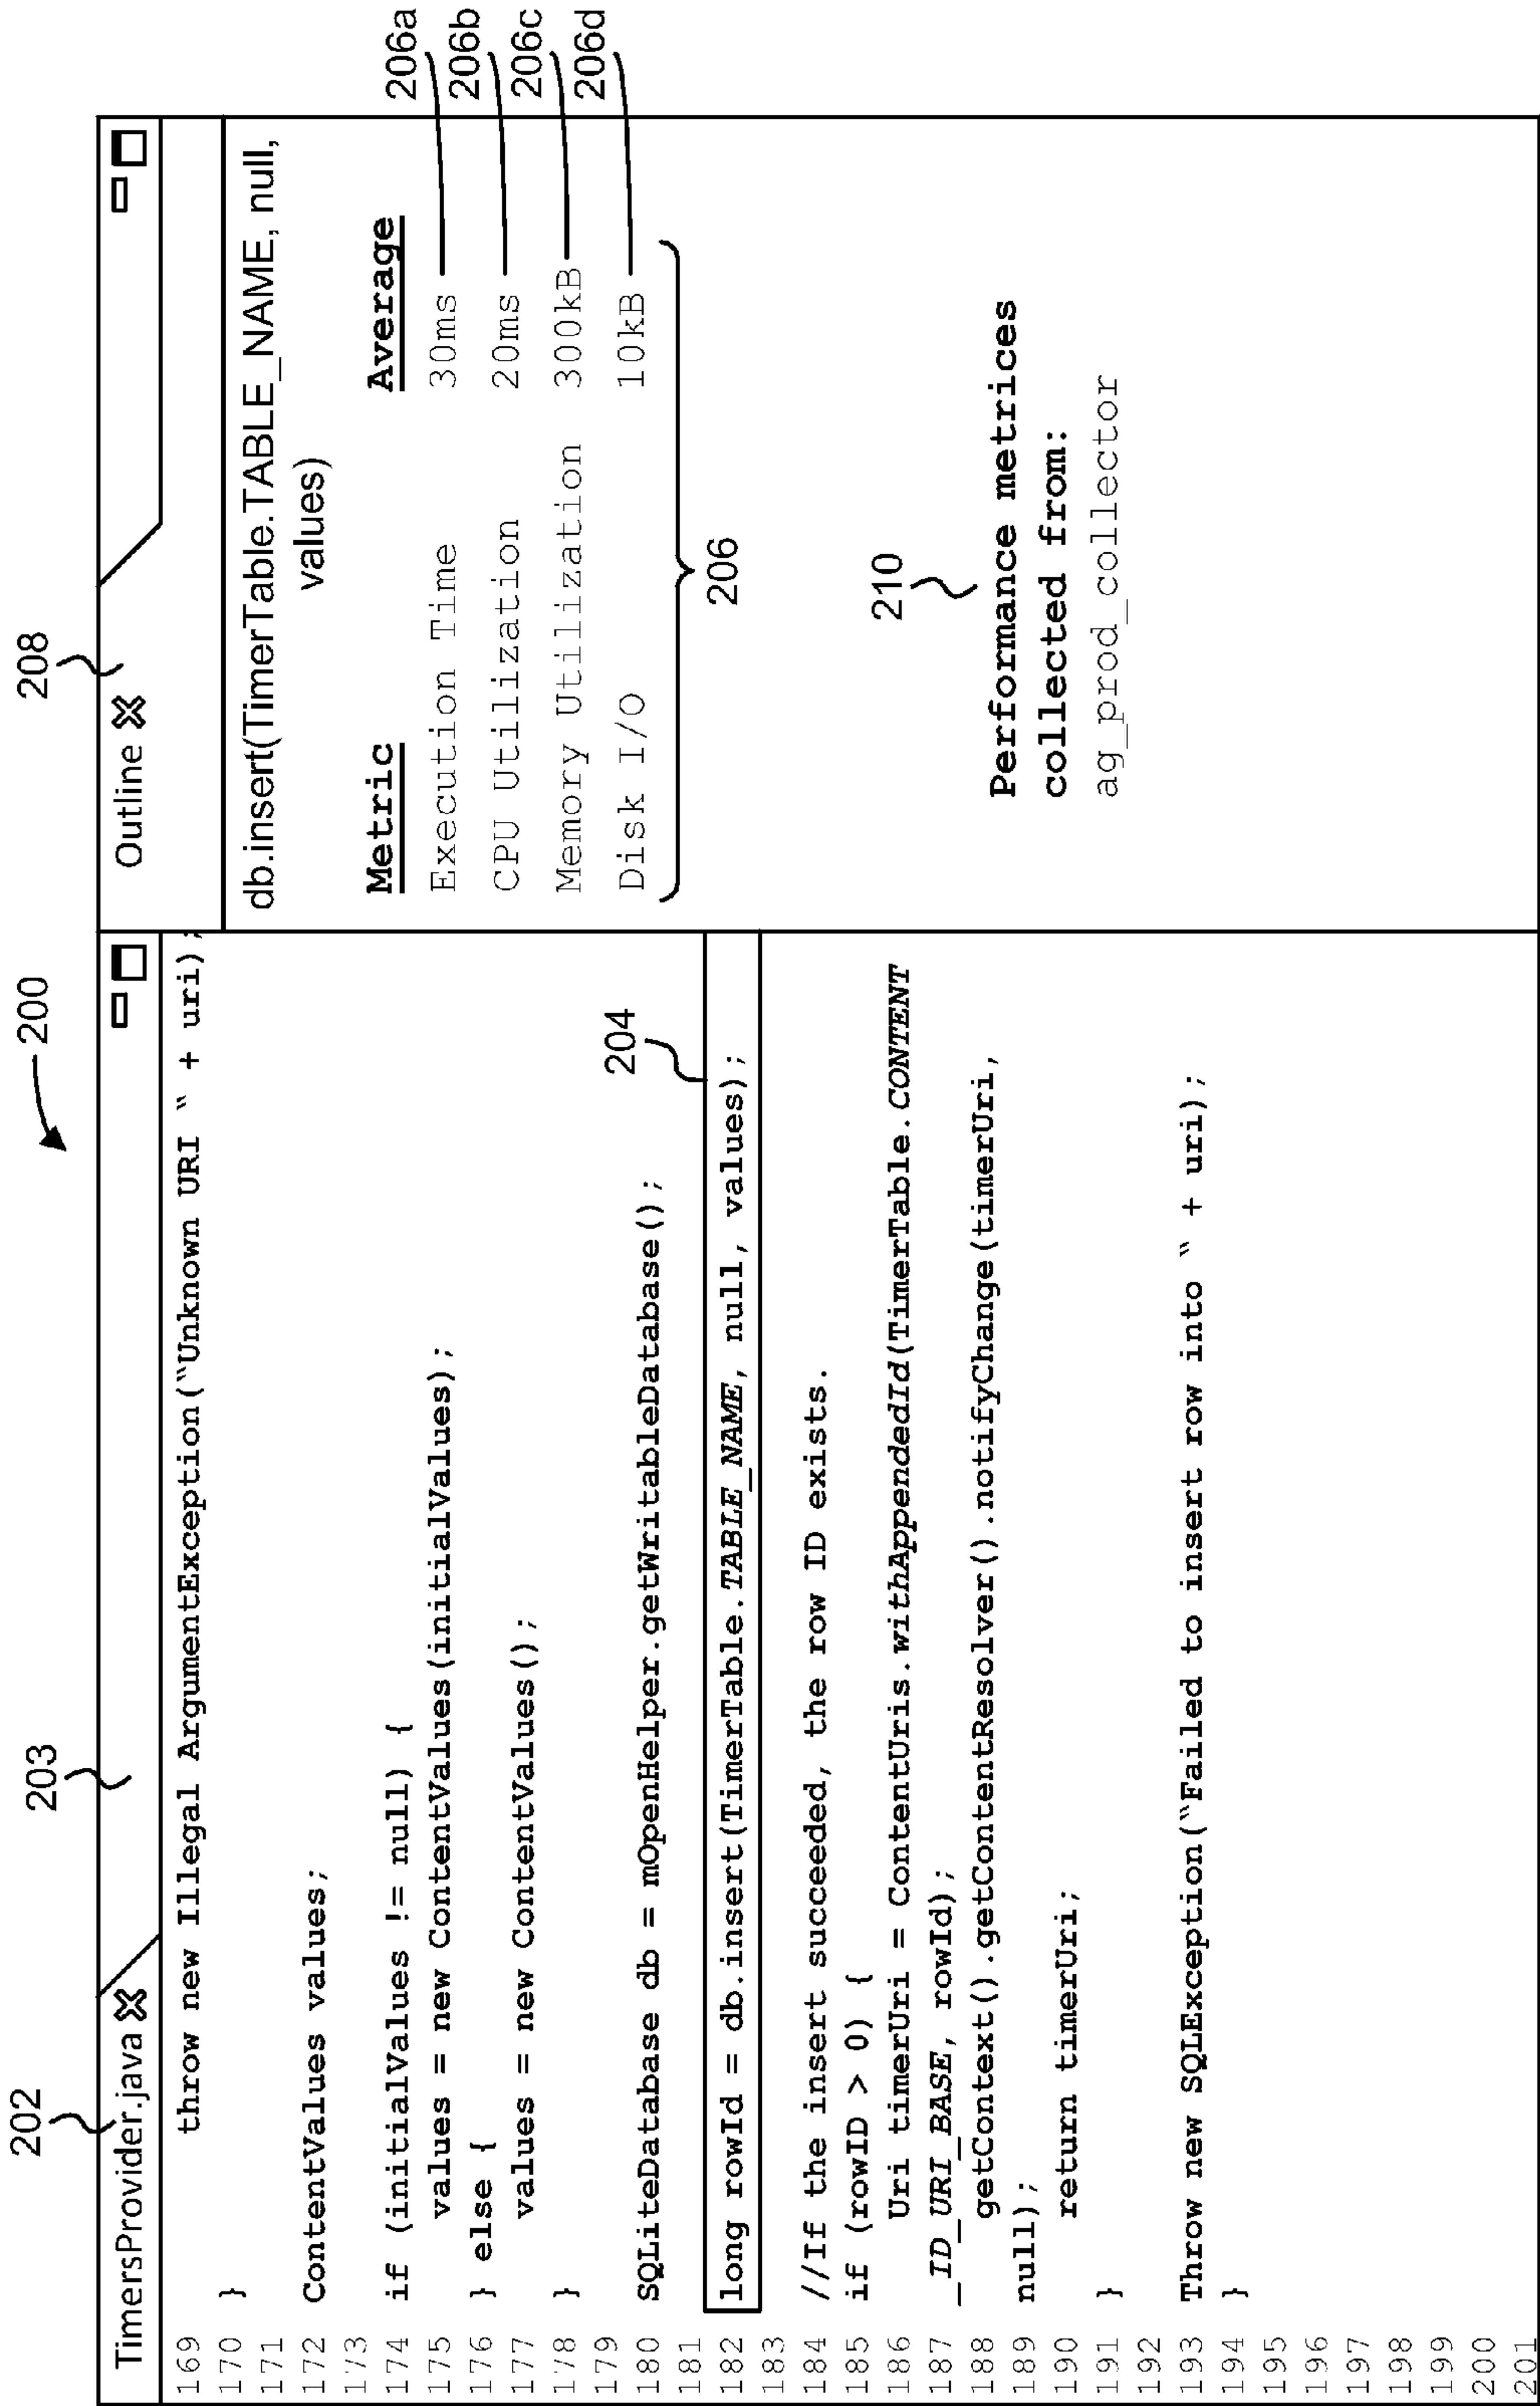 200
202
203
208
TimersProvider.java
Outline
169 throw new Illegal ArgumentException(“Unknown URI “ + uri);
170 }
171
172 ContentValues values;
173
174 if (initialValues != null) {
175 values = new ContentValues(initialValues);
176 } else {
177 values = new ContentValues();
178 }
179
180 SQLiteDatabase db = mOpenHelper.getWritableDatabase();
181
204
182 long rowId = db.insert(TimerTable.TABLE_NAME, null, values);
183
184 //If the insert succeeded, the row ID exists.
185 if (rowID > 0) {
186 Uri timerUri = ContentUris.withAppendedId(TimerTable.CONTENT
187 _ID_URI_BASE, rowId);
188 getContext().getContentResolver().notifyChange(timerUri,
189 null);
190 return timerUri;
191 }
192
193 Throw new SQLException(“Failed to insert row into “ + uri);
194 }
195
196
197
198
199
200
201
db.insert(TimerTable.TABLE_NAME, null,
values)
Metric Average
Execution Time 30ms 206a
CPU Utilization 20ms 206b
Memory Utilization 300kB 206c
Disk I/O 10kB 206d
206
210
Performance metrices
collected from:
ag_prod_collector